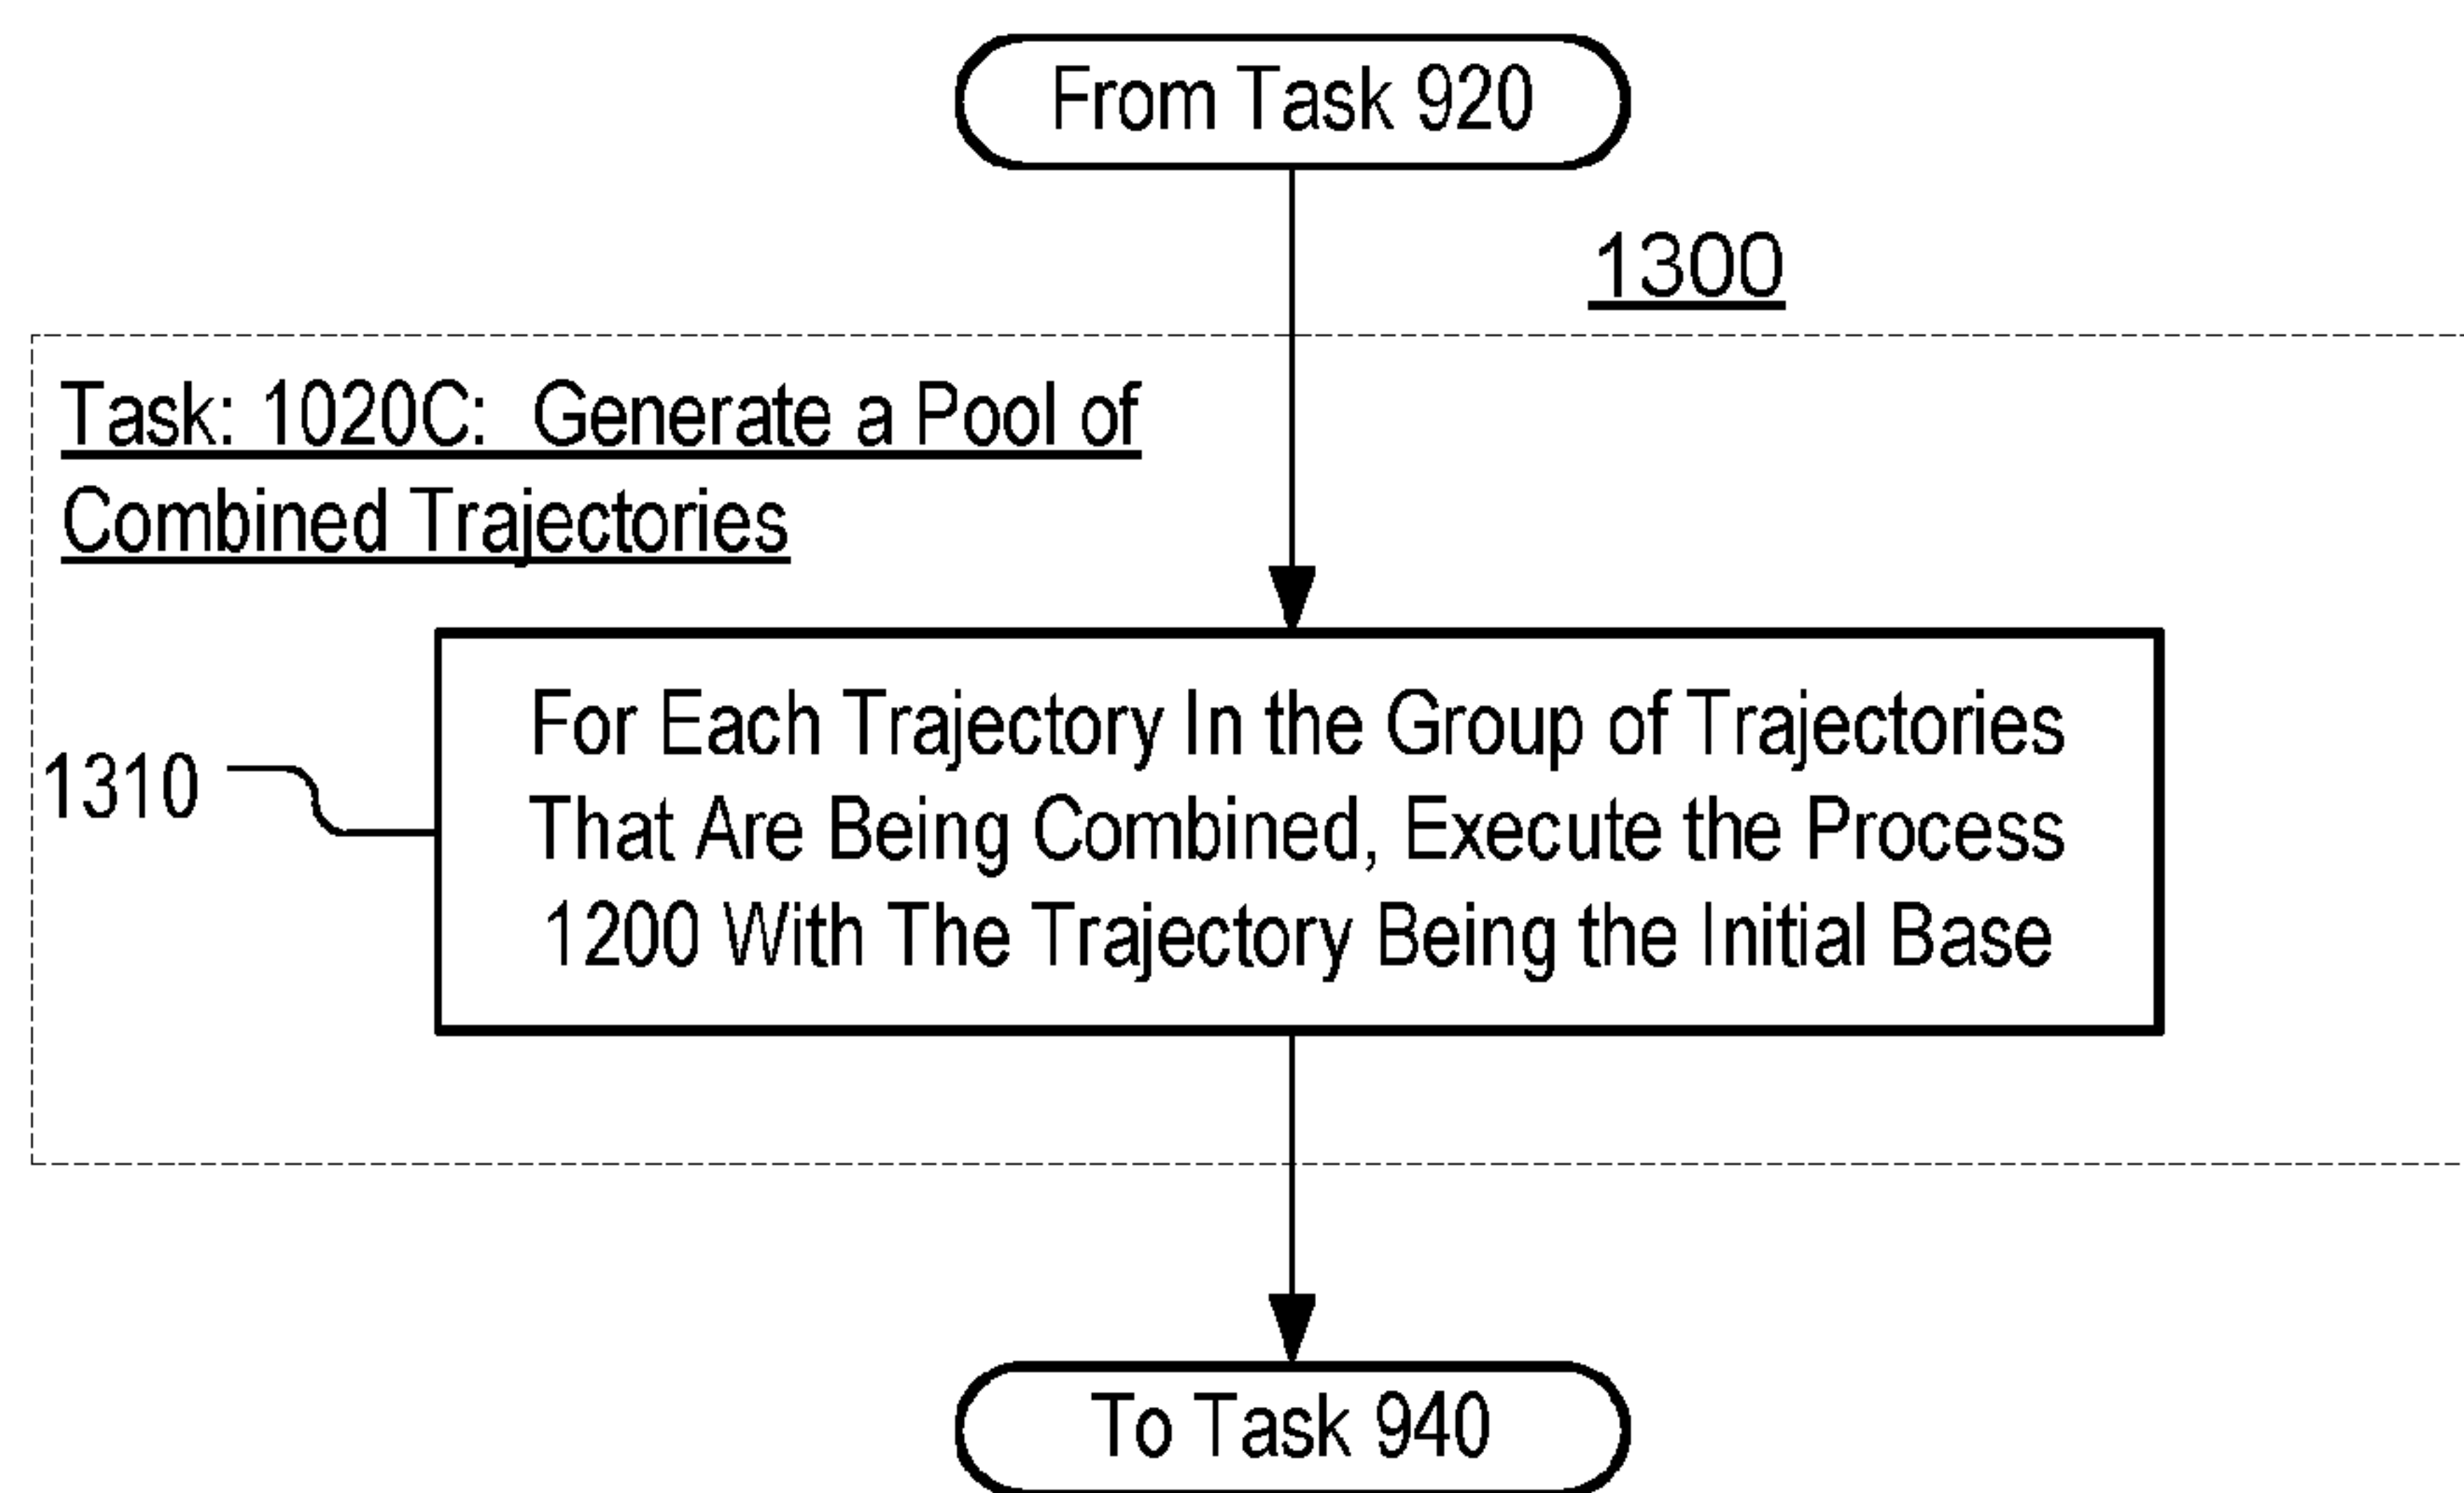 From Task 920
1300
Task: 1020C: Generate a Pool of
Combined Trajectories
For Each Trajectory In the Group of Trajectories
That Are Being Combined, Execute the Process
1200 With The Trajectory Being the Initial Base
1310
To Task 940